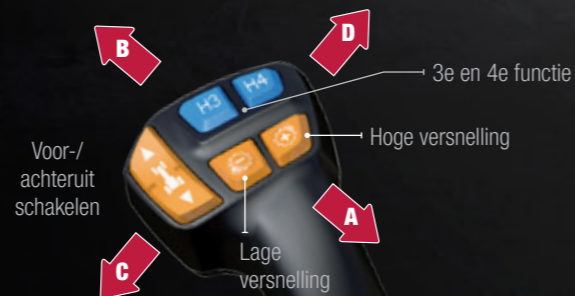 B
D
3e en 4e functie
H3
H4
Hoge versnelling
Voor-/
achteruit
schakelen
A
C
Lage
versnelling